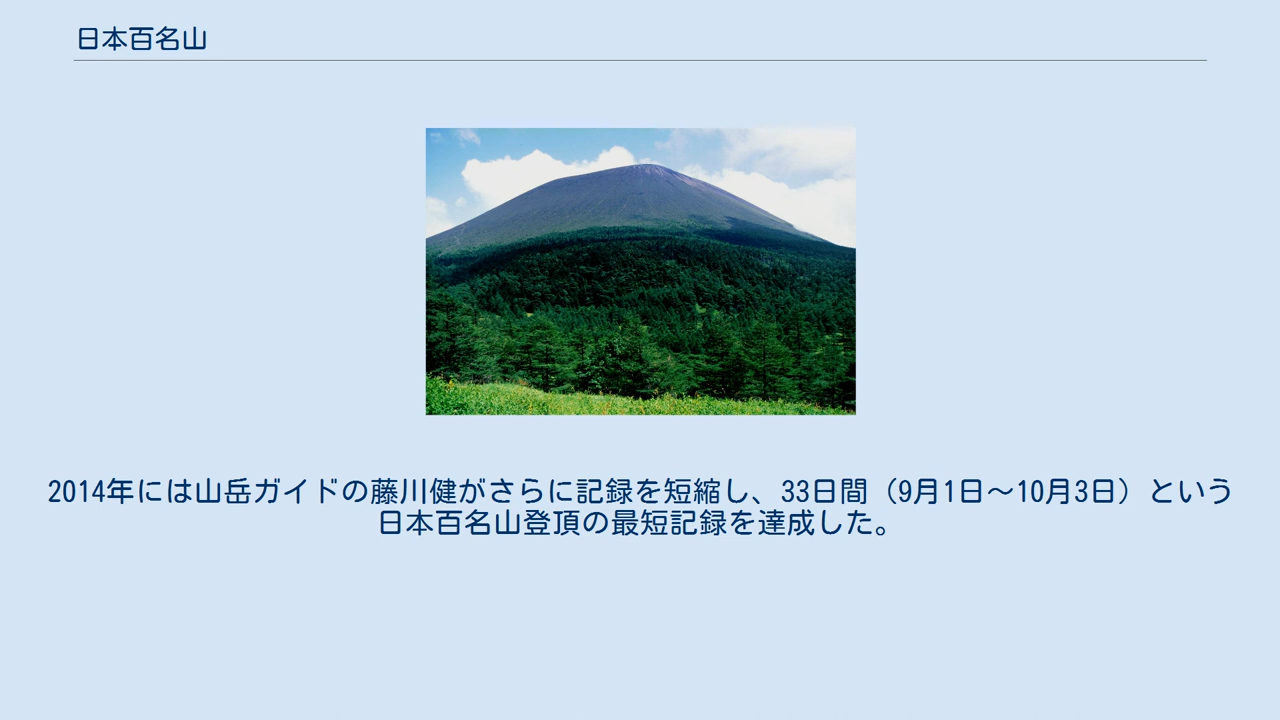 日本百名山
2014年には山岳ガイドの藤川健がさらに記録を短縮し、33日間（9月1日～10月3日）という
日本百名山登頂の最短記録を達成した。